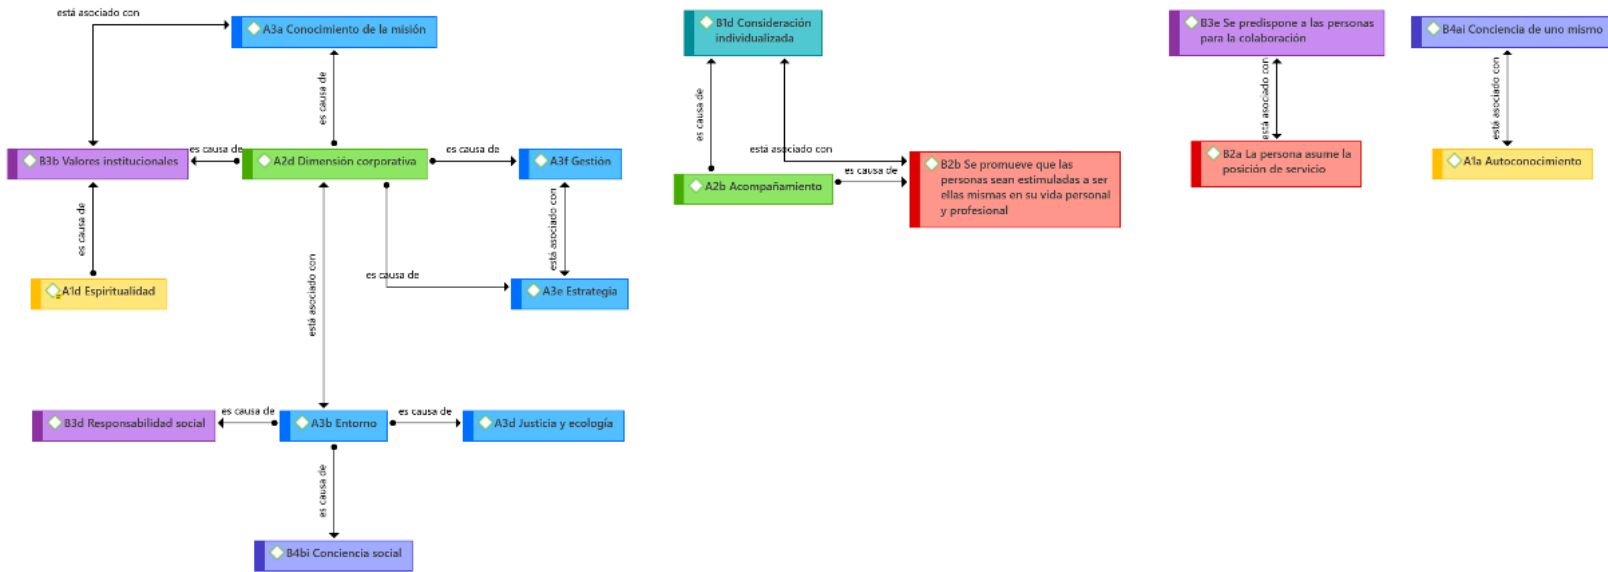 está asociado con
A3a Conocimiento de la misión
es causa de
B3b Valores institucionales
es causa de
A2d Dimensión corporativa
es causa de
A3f Gestión
es causa de
está asociado con
es causa de
está asociado con
A1d Espiritualidad
A3e Estrategia
B3d Responsabilidad social
es causa de
A3b Entorno
es causa de
A3d Justicia y ecología
es causa de
B4bi Conciencia social
B1d Consideración
individualizada
es causa de
está asociado con
A2b Acompañamiento
es causa de
B2b Se promueve que las
personas sean estimuladas a ser
ellas mismas en su vida personal
y profesional
B3e Se predispone a las personas
para la colaboración
está asociado con
B2a La persona asume la
posición de servicio
B4ai Conciencia de uno mismo
está asociado con
A1a Autoconocimiento